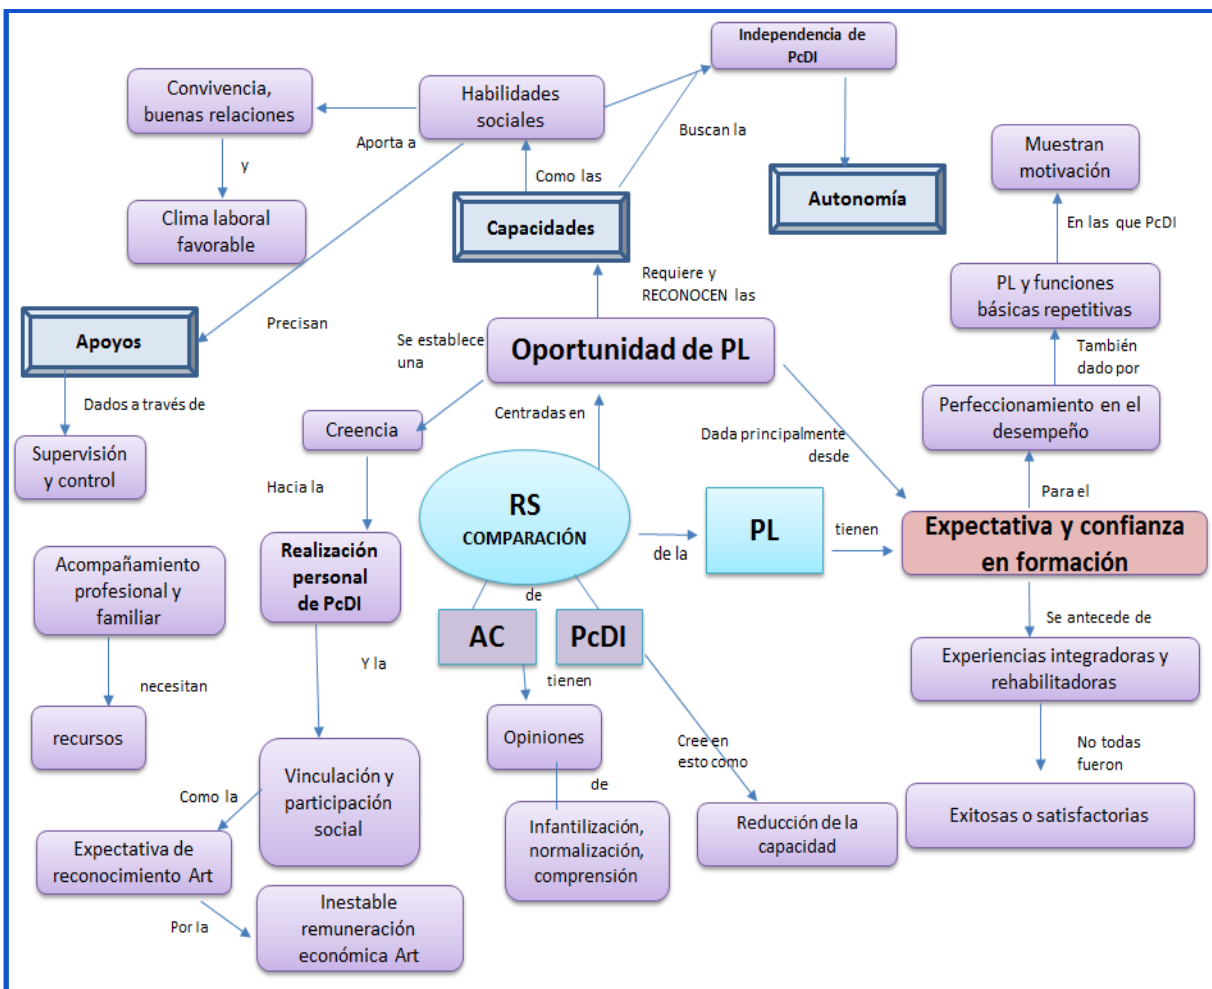 Independencia de
PcDI
Convivencia,
buenas relaciones
Habilidades
sociales
Aporta a
Buscan la
y
Como las
Muestran
motivación
Clima laboral
favorable
Capacidades
Autonomía
En las que PcDI
Requiere y
RECONOCEN las
PL y funciones
básicas repetitivas
Apoyos
Precisan
Se establece
una
Oportunidad de PL
También
dado por
Dados a través de
Creencia
Centradas en
Perfeccionamiento en el
desempeño
Dada principalmente
desde
Supervisión
y control
Hacia la
RS
COMPARACIÓN
Para el
PL
tienen
de la
Expectativa y confianza
en formación
Realización
personal
de PcDI
Acompañamiento
profesional y
familiar
de
AC
PcDI
Se antecede de
Y la
tienen
Experiencias integradoras y
rehabilitadoras
necesitan
recursos
Opiniones
Cree en
esto como
No todas
fueron
Vinculación y
participación
social
Como la
de
Infantilización,
normalización,
comprensión
Reducción de la
capacidad
Exitosas o satisfactorias
Expectativa de
reconocimiento Art
Por la
Inestable
remuneración
económica Art